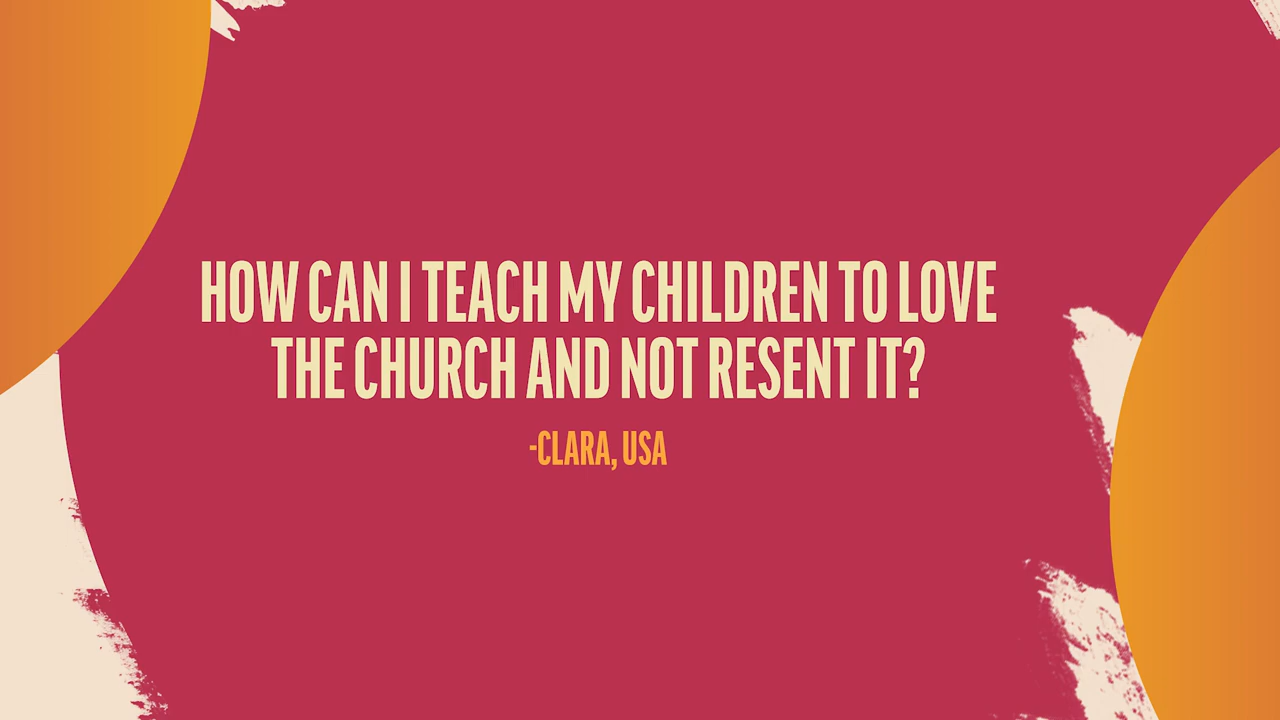 HOW CAN I TEACH MY CHILDREN TO LOVE
THE CHURCH AND NOT RESENT IT?
-CLARA, USA